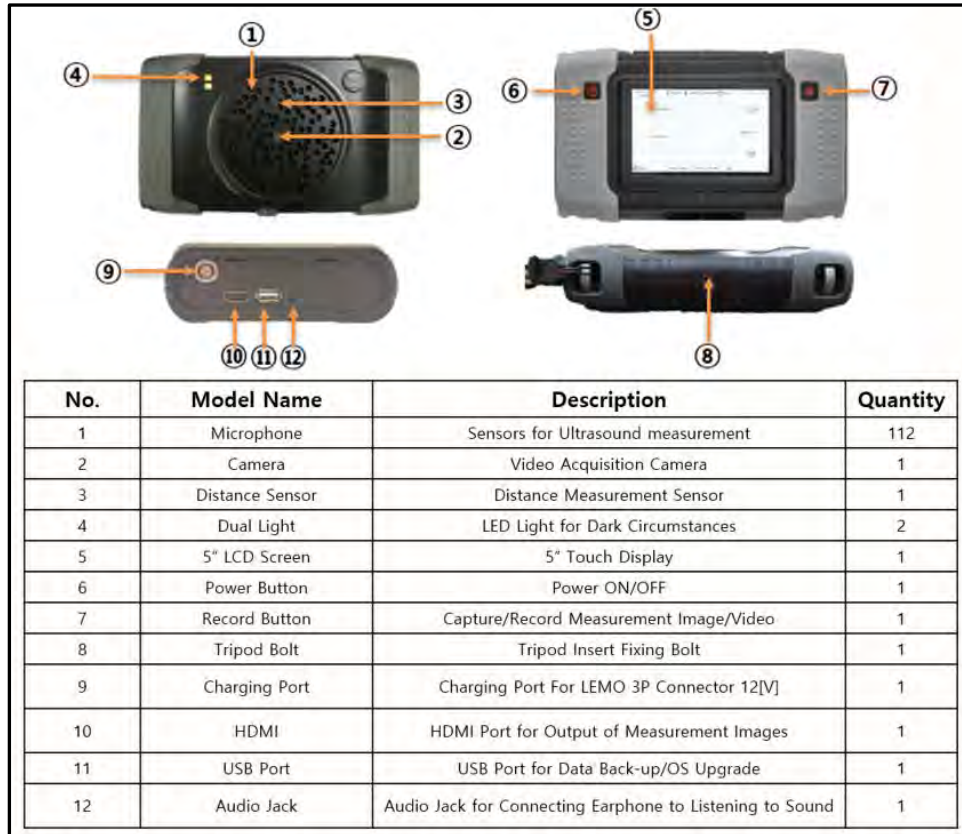 ①
④
③
②
⑤
⑥
⑦
⑨
⑩ ⑪ ⑫
⑧
No. Model Name Description Quantity
1 Microphone Sensors for Ultrasound measurement 112
2 Camera Video Acquisition Camera 1
3 Distance Sensor Distance Measurement Sensor 1
4 Dual Light LED Light for Dark Circumstances 2
5 5″ LCD Screen 5″ Touch Display 1
6 Power Button Power ON/OFF 1
7 Record Button Capture/Record Measurement Image/Video 1
8 Tripod Bolt Tripod Insert Fixing Bolt 1
9 Charging Port Charging Port For LEMO 3P Connector 12[V] 1
10 HDMI HDMI Port for Output of Measurement Images 1
11 USB Port USB Port for Data Back-up/OS Upgrade 1
12 Audio Jack Audio Jack for Connecting Earphone to Listening to Sound 1